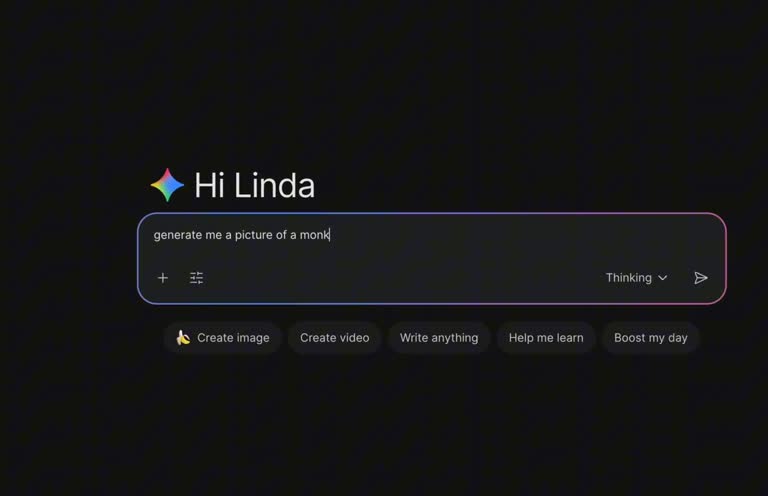 Hi Linda
generate me a picture of a monk
Thinking
Create image Create video Write anything Help me learn Boost my day